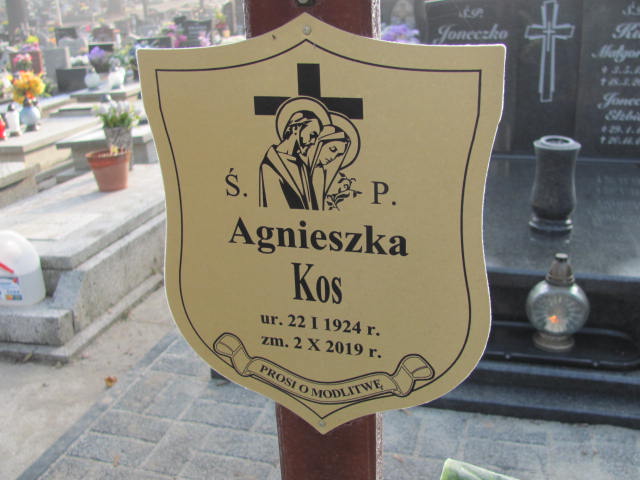 Ś. P.
Agnieszka
Kos
ur. 22 I 1924 r.
zm. 2 X 2019 r.
PROSI O MODLITWĘ
Ś.P.
Joneczko